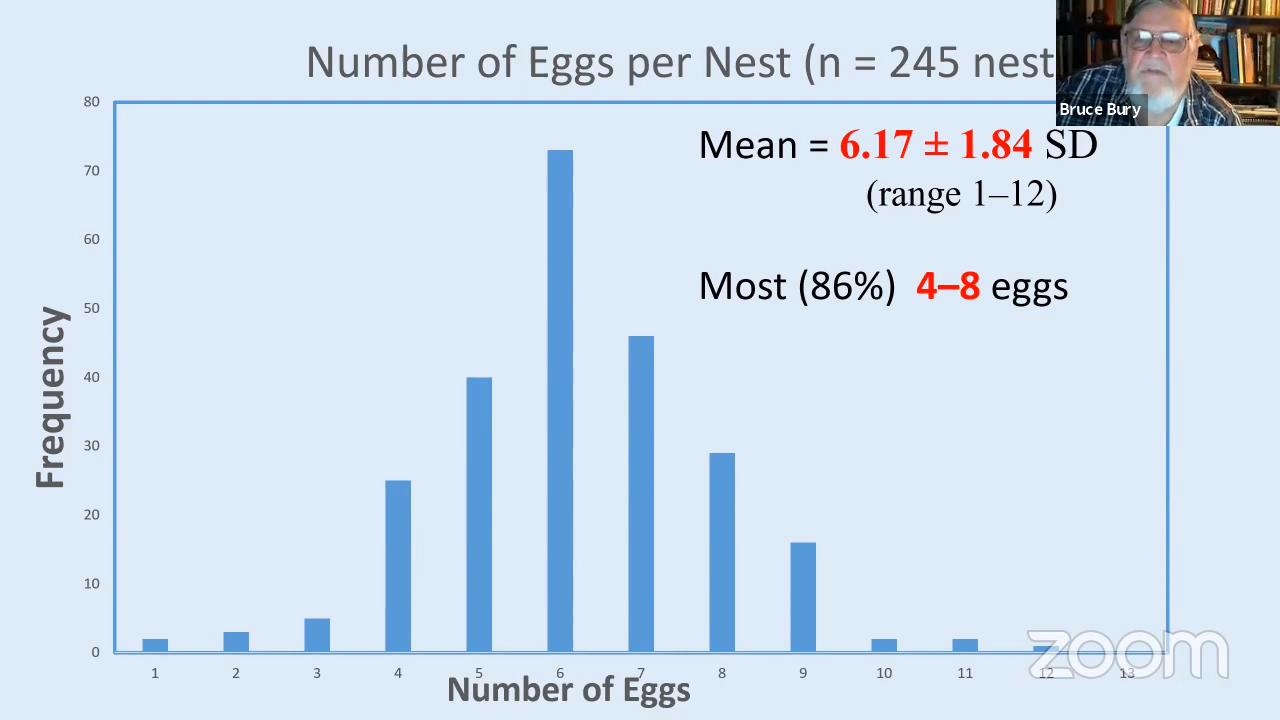 Number of Eggs per Nest (n = 245 nest
Bruce Bury
Mean = 6.17 ± 1.84 SD
(range 1–12)
Most (86%) 4–8 eggs
Frequency
80
70
60
50
40
30
20
10
0
1 2 3 4 5 6 7 8 9 10 11 12 13
Number of Eggs
zoom